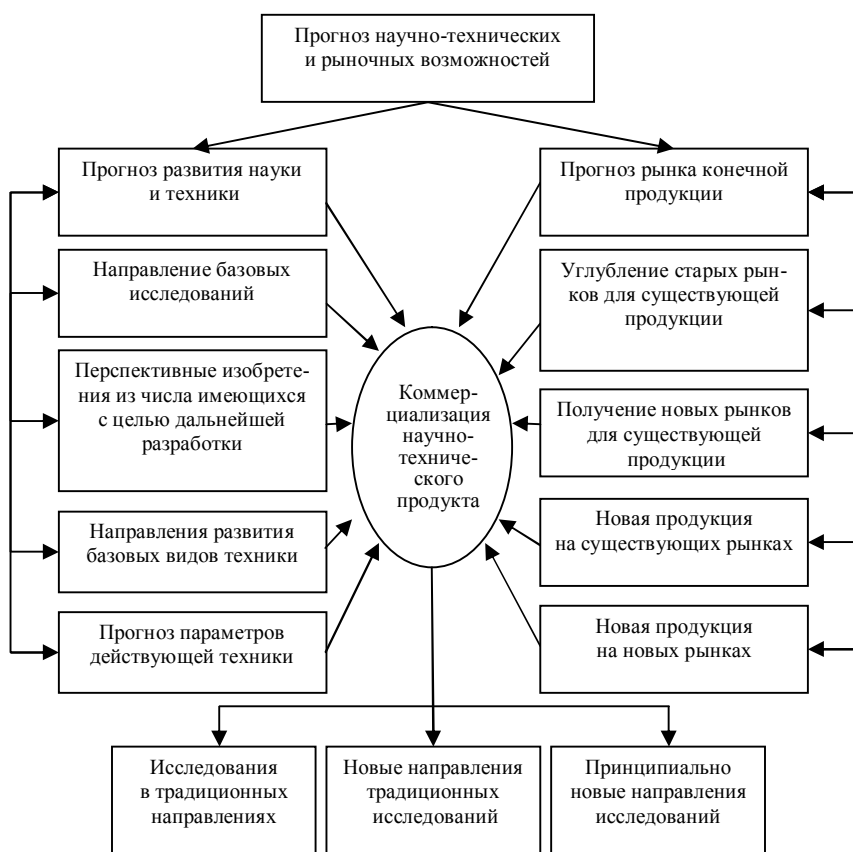 Прогноз научно-технических
и рыночных возможностей
Прогноз развития науки
и техники
Прогноз рынка конечной
продукции
Направление базовых
исследований
Углубление старых рын-
ков для существующей
продукции
Перспективные изобрете-
ния из числа имеющихся
с целью дальнейшей
разработки
Коммер-
циализация
научно-
техниче-
ского
продукта
Получение новых рынков
для существующей
продукции
Направления развития
базовых видов техники
Новая продукция
на существующих рынках
Прогноз параметров
действующей техники
Новая продукция
на новых рынках
Исследования
в традиционных
направлениях
Новые направления
традиционных
исследований
Принципиально
новые направления
исследований